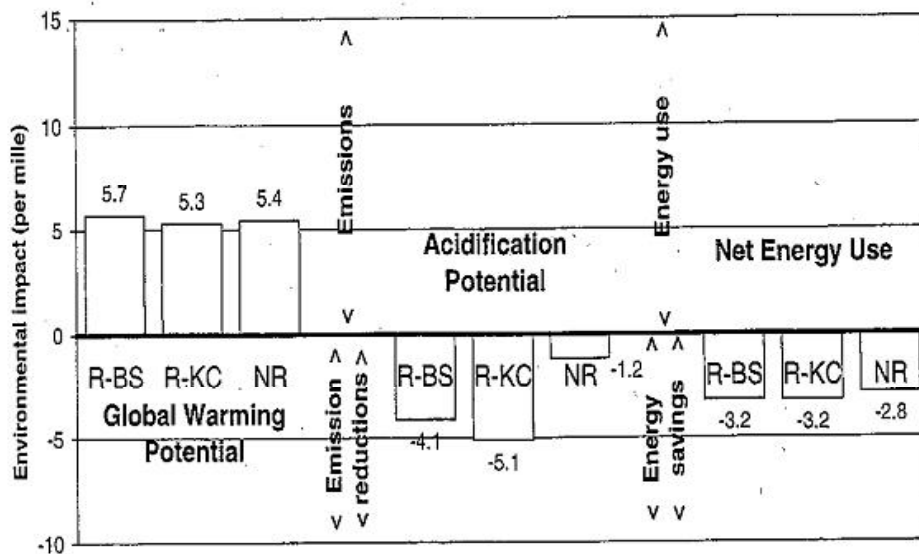 Environmental impact (per mille)
15
10
5
0
-5
-10
5.7
5.3
5.4
R-BS
R-KC
NR
Global Warming
Potential
< Emissions >
< Emission >
< reductions >
Acidification
Potential
R-BS
R-KC
NR
-4.1
-5.1
-1.2
< Energy use >
< Energy >
< savings >
Net Energy Use
R-BS
R-KC
NR
-3.2
-3.2
-2.8